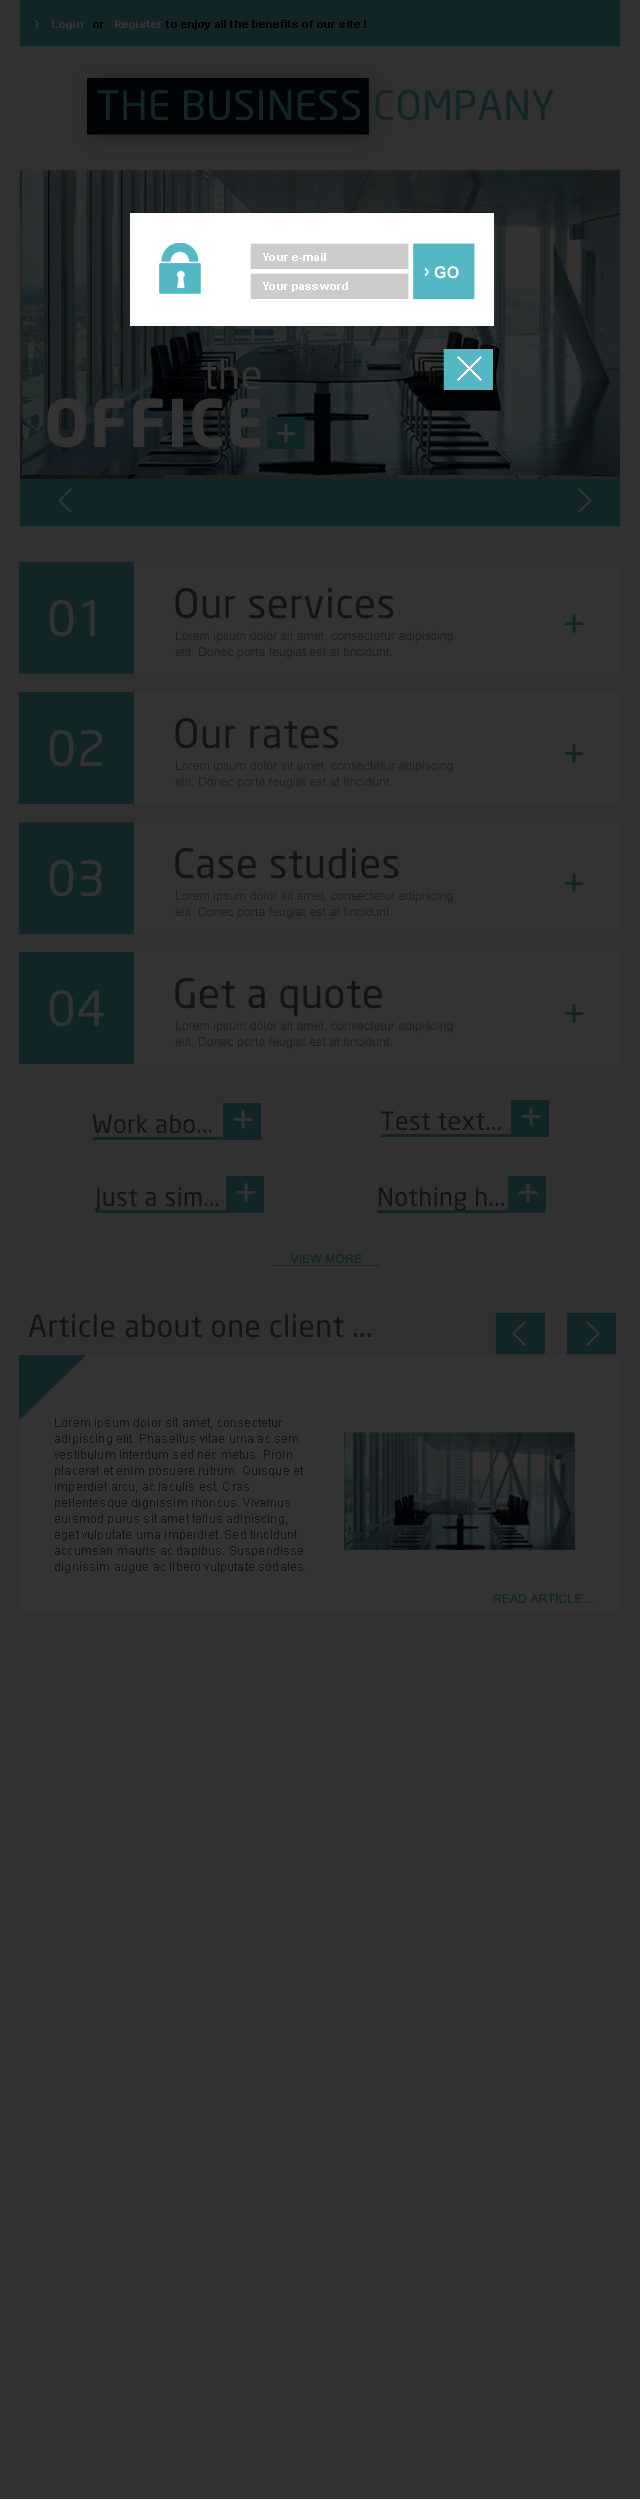 Login or Register to enjoy all the benefits of our site !
THE BUSINESS COMPANY
Your e-mail
Your password
› GO
the
OFFICE
01
Our services
Lorem ipsum dolor sit amet, consectetur adipiscing
elit. Donec porta feugiat est at tincidunt.
02
Our rates
Lorem ipsum dolor sit amet, consectetur adipiscing
elit. Donec porta feugiat est at tincidunt.
03
Case studies
Lorem ipsum dolor sit amet, consectetur adipiscing
elit. Donec porta feugiat est at tincidunt.
04
Get a quote
Lorem ipsum dolor sit amet, consectetur adipiscing
elit. Donec porta feugiat est at tincidunt.
Work abo...
Test text...
Just a sim...
Nothing h...
VIEW MORE
Article about one client ...
Lorem ipsum dolor sit amet, consectetur
adipiscing elit. Phasellus vitae urna ac sem
vestibulum interdum sed nec metus. Proin
placerat et enim posuere rutrum. Quisque et
imperdiet arcu, ac iaculis est. Cras
pellentesque dignissim rhoncus. Vivamus
euismod purus sit amet tellus adipiscing,
eget vulputate urna imperdiet. Sed tincidunt
accumsan mauris ac dapibus. Suspendisse
dignissim augue ac libero vulputate sodales.
READ ARTICLE ...